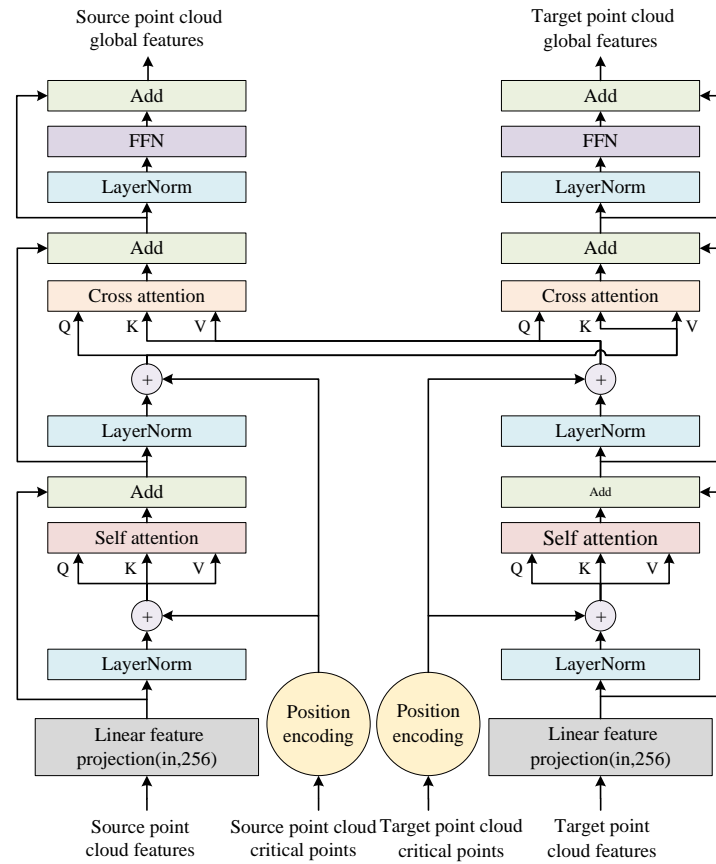 Source point cloud
global features
Target point cloud
global features
Add
Add
FFN
FFN
LayerNorm
LayerNorm
Add
Add
Cross attention
Cross attention
Q
K
V
Q
K
V
+
+
LayerNorm
LayerNorm
Add
Add
Self attention
Self attention
Q
K
V
Q
K
V
+
+
LayerNorm
LayerNorm
Linear feature
projection(in,256)
Position
encoding
Position
encoding
Linear feature
projection(in,256)
Source point
cloud features
Source point cloud
critical points
Target point cloud
critical points
Target point
cloud features